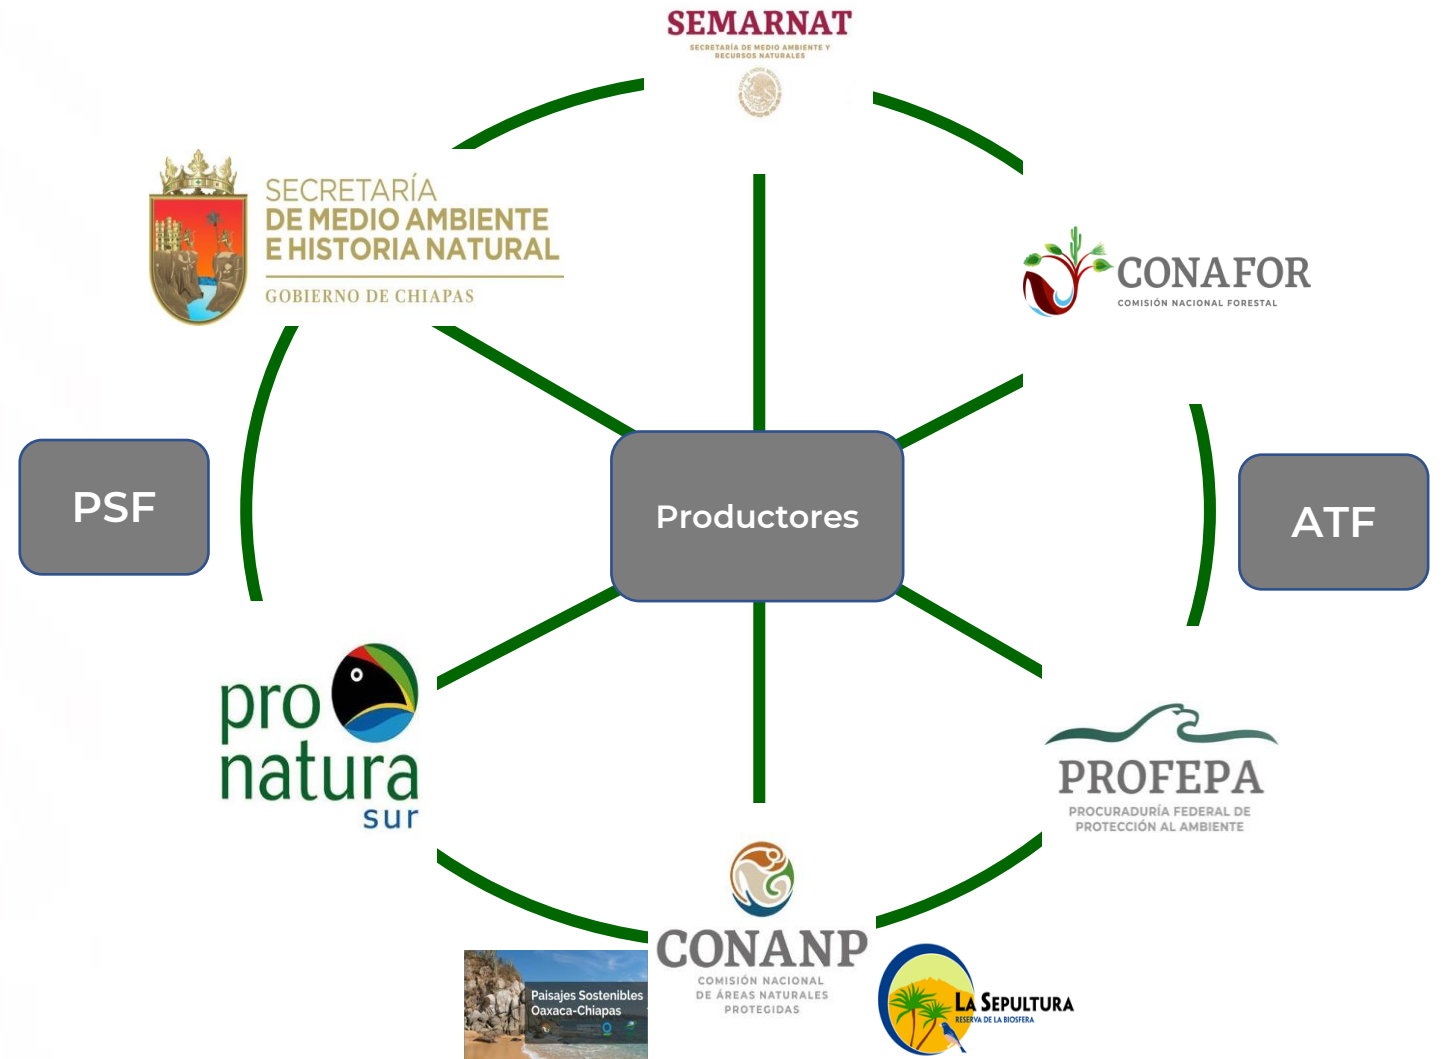 SEMARNAT
SECRETARÍA DE MEDIO AMBIENTE Y
RECURSOS NATURALES
SECRETARÍA
DE MEDIO AMBIENTE
E HISTORIA NATURAL
GOBIERNO DE CHIAPAS
CONAFOR
COMISIÓN NACIONAL FORESTAL
PSF
Productores
ATF
pro
natura
sur
PROFEPA
PROCURADURÍA FEDERAL DE
PROTECCIÓN AL AMBIENTE
CONANP
COMISIÓN NACIONAL
DE ÁREAS NATURALES
PROTEGIDAS
Paisajes Sostenibles
Oaxaca-Chiapas
LA SEPULTURA
RESERVA DE LA BIOSFERA